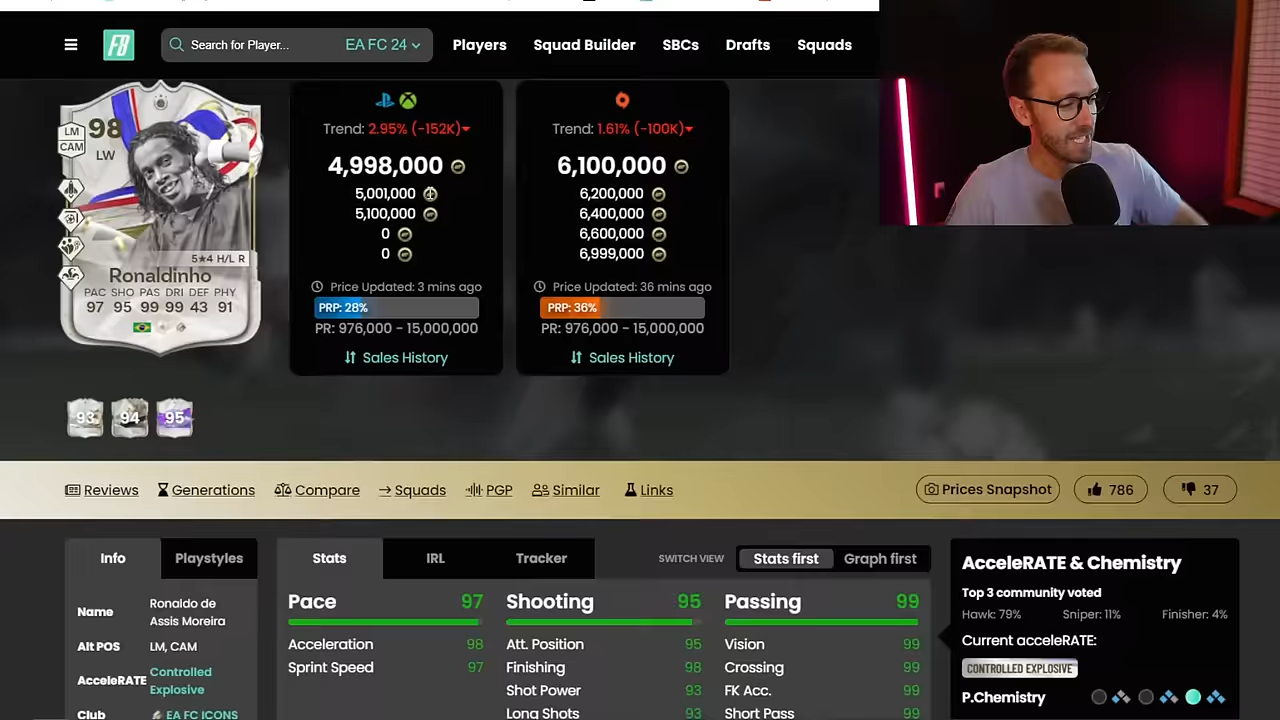 FB
Search for Player...
EA FC 24
Players
Squad Builder
SBCs
Drafts
Squads
98
LM
CAM
LW
5★4 H/L R
Ronaldinho
PAC SHO PAS DRI DEF PHY
97 95 99 99 43 91
Trend: 2.95% (-152K)
4,998,000
5,001,000
5,100,000
0
0
Price Updated: 3 mins ago
PRP: 28%
PR: 976,000 - 15,000,000
Sales History
Trend: 1.61% (-100K)
6,100,000
6,200,000
6,400,000
6,600,000
6,999,000
Price Updated: 36 mins ago
PRP: 36%
PR: 976,000 - 15,000,000
Sales History
93
94
95
Reviews
Generations
Compare
Squads
PGP
Similar
Links
Prices Snapshot
786
37
Info
Playstyles
Name
Ronaldo de
Assis Moreira
Alt POS
LM, CAM
AcceleRATE
Controlled
Explosive
Club
EA FC ICONS
Stats
IRL
Tracker
SWITCH VIEW
Stats first
Graph first
Pace 97
Acceleration 98
Sprint Speed 97
Shooting 95
Att. Position 95
Finishing 98
Shot Power 93
Long Shots 93
Passing 99
Vision 99
Crossing 99
FK Acc. 99
Short Pass 99
AcceleRATE & Chemistry
Top 3 community voted
Hawk: 79% Sniper: 11% Finisher: 4%
Current acceleRATE:
CONTROLLED EXPLOSIVE
P.Chemistry